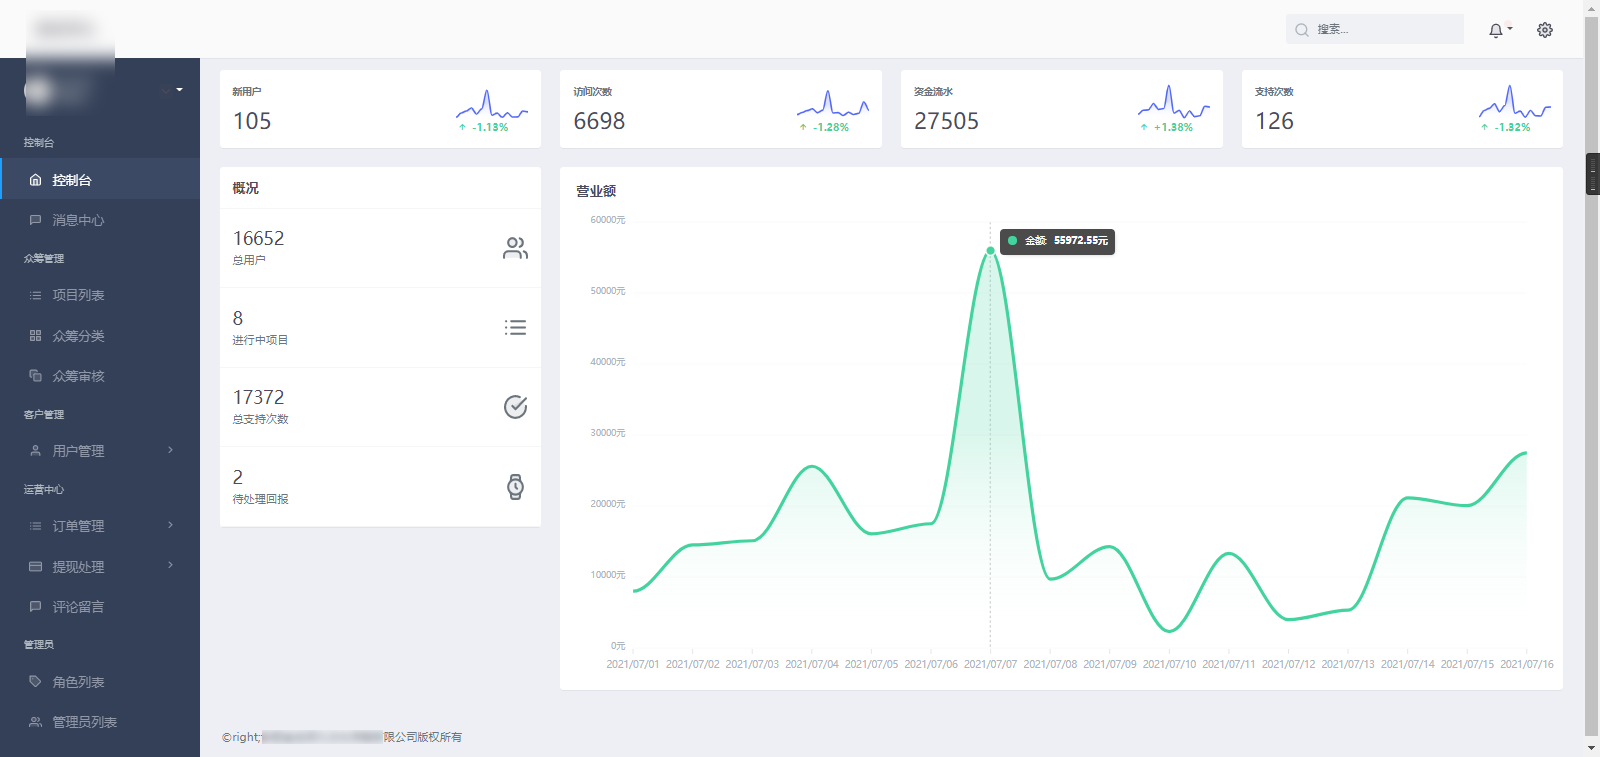 搜索...
控制台
控制台
消息中心
众筹管理
项目列表
众筹分类
众筹审核
客户管理
用户管理
运营中心
订单管理
提现处理
评论留言
管理员
角色列表
管理员列表
新用户
105
-1.13%
访问次数
6698
-1.28%
资金流水
27505
+1.38%
支持次数
126
-1.32%
概况
16652
总用户
8
进行中项目
17372
总支持次数
2
待处理回报
营业额
60000元
50000元
40000元
30000元
20000元
10000元
0元
金额: 55972.55元
2021/07/01 2021/07/02 2021/07/03 2021/07/04 2021/07/05 2021/07/06 2021/07/07 2021/07/08 2021/07/09 2021/07/10 2021/07/11 2021/07/12 2021/07/13 2021/07/14 2021/07/15 2021/07/16
©right; 限公司版权所有